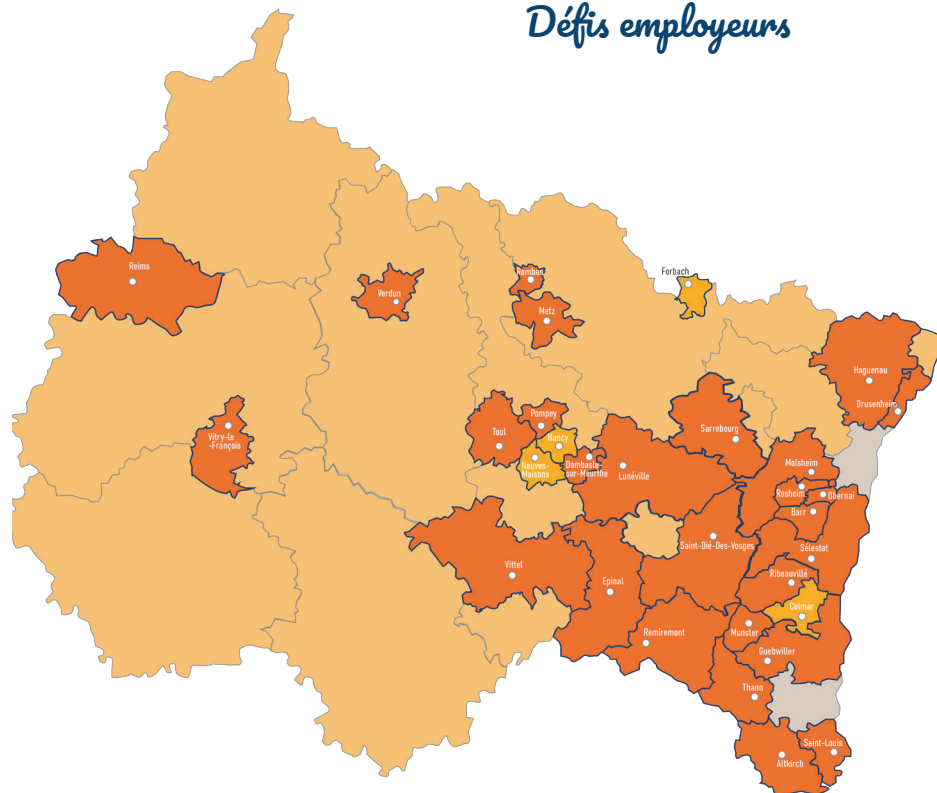 Défis employeurs
Reims
Verdun
Rombas
Metz
Forbach
Haguenau
Drusenheim
Vitry-le
-François
Toul
Pompey
Nancy
Neuves-
Maisons
Dombasle-
sur-Meurthe
Lunéville
Sarrebourg
Molsheim
Rosheim
Obernai
Barr
Sélestat
Saint-Dié-Des-Vosges
Vittel
Epinal
Ribeauvillé
Colmar
Munster
Remiremont
Guebwiller
Thann
Saint-Louis
Altkirch